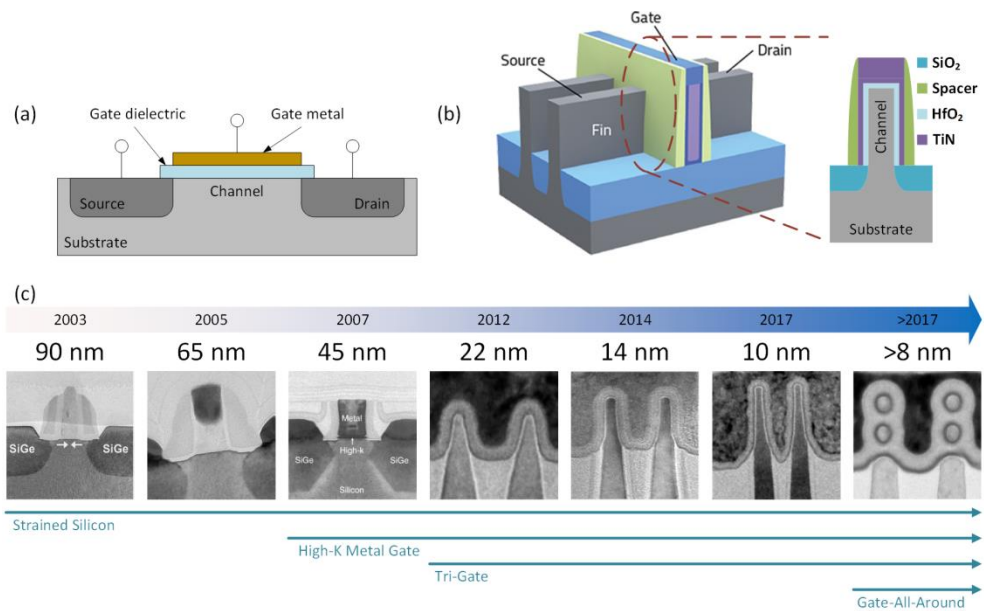 (a)
Gate dielectric
Gate metal
Channel
Source
Drain
Substrate
(b)
Gate
Source
Drain
Fin
Channel
Substrate
SiO₂
Spacer
HfO₂
TiN
(c)
2003 2005 2007 2012 2014 2017 >2017
90 nm 65 nm 45 nm 22 nm 14 nm 10 nm >8 nm
SiGe SiGe
Metal
High-k
SiGe SiGe
Silicon
Strained Silicon
High-K Metal Gate
Tri-Gate
Gate-All-Around